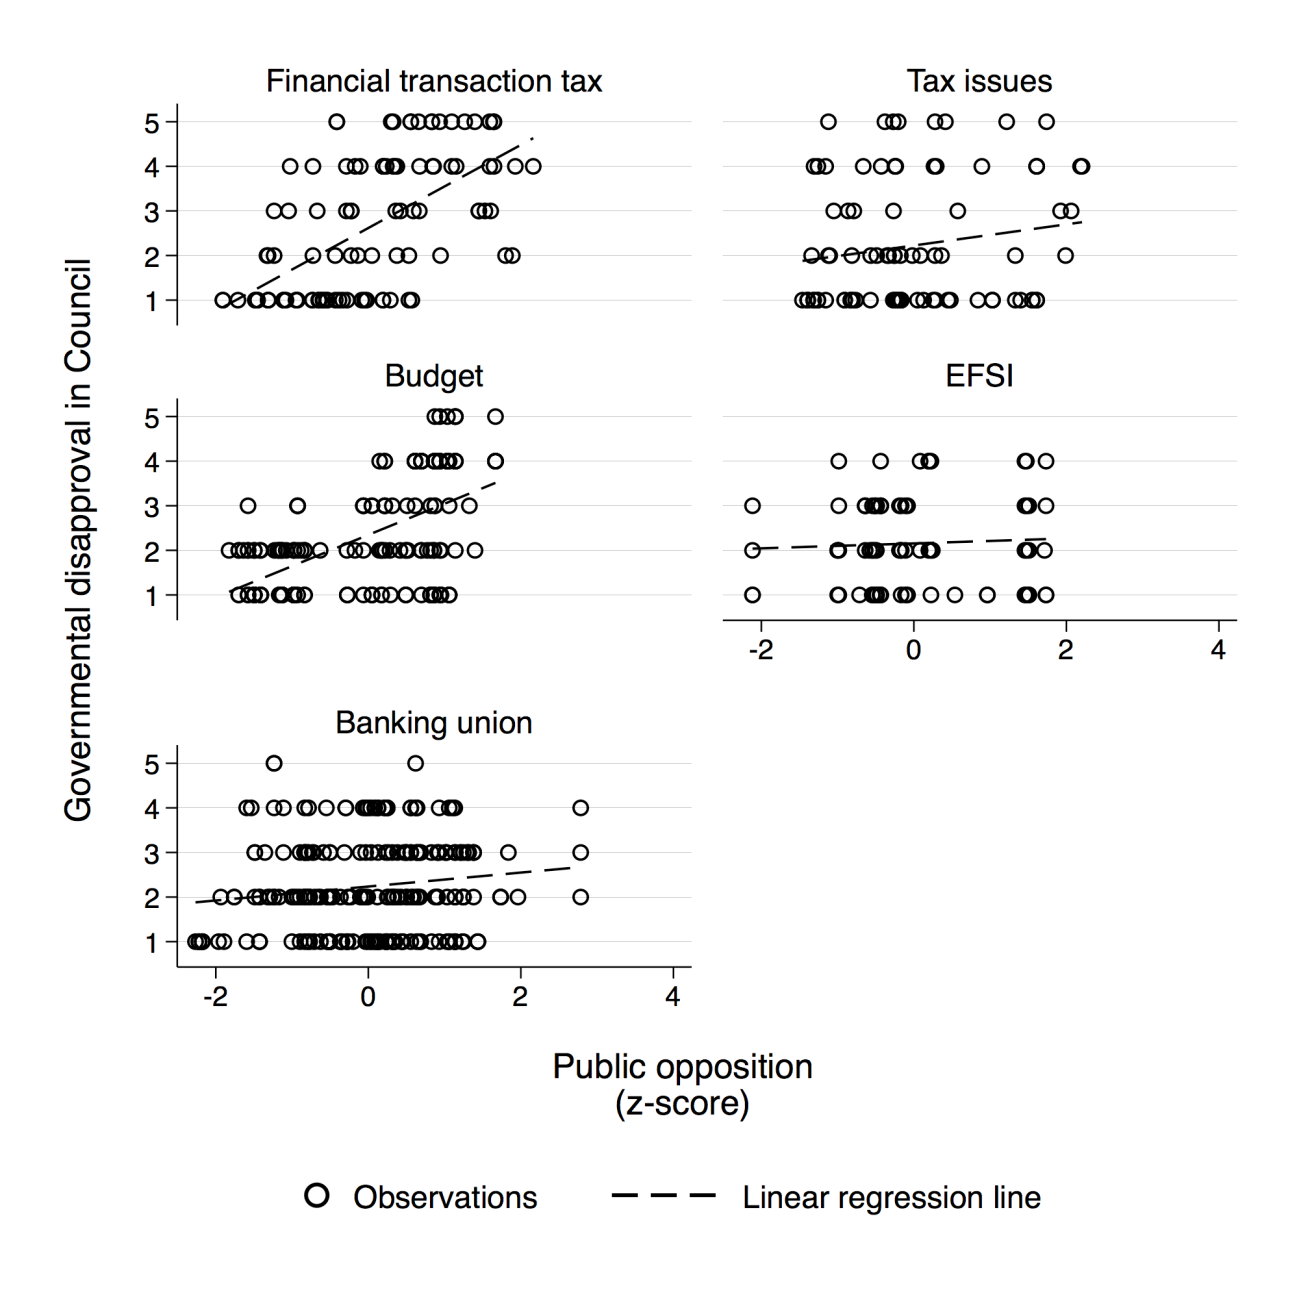 Financial transaction tax
Tax issues
5
4
3
2
1
Budget
EFSI
5
4
3
2
1
-2 0 2 4
Governmental disapproval in Council
Banking union
5
4
3
2
1
-2 0 2 4
Public opposition
(z-score)
Observations
Linear regression line